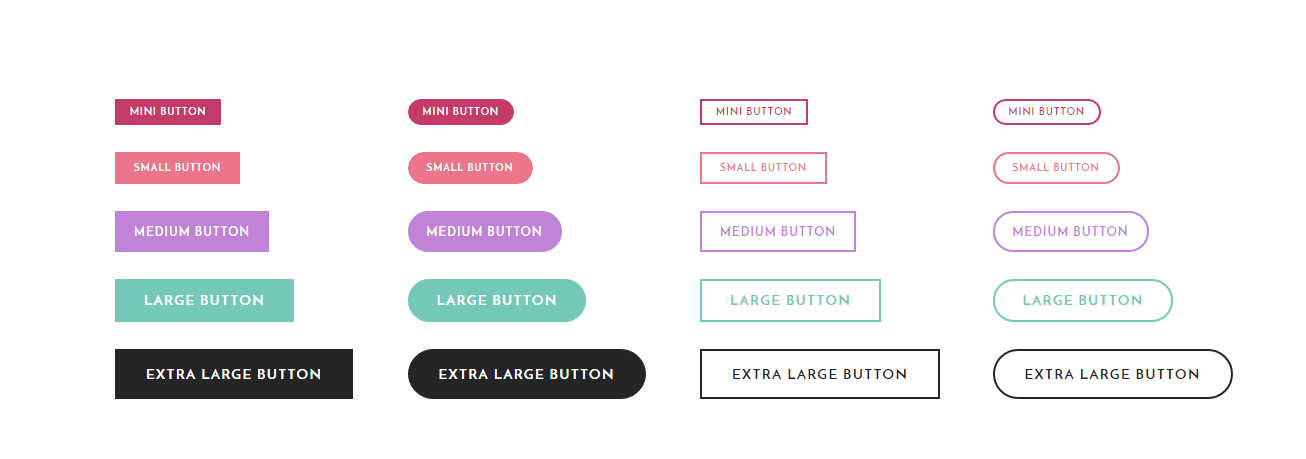 MINI BUTTON MINI BUTTON MINI BUTTON MINI BUTTON
SMALL BUTTON SMALL BUTTON SMALL BUTTON SMALL BUTTON
MEDIUM BUTTON MEDIUM BUTTON MEDIUM BUTTON MEDIUM BUTTON
LARGE BUTTON LARGE BUTTON LARGE BUTTON LARGE BUTTON
EXTRA LARGE BUTTON EXTRA LARGE BUTTON EXTRA LARGE BUTTON EXTRA LARGE BUTTON